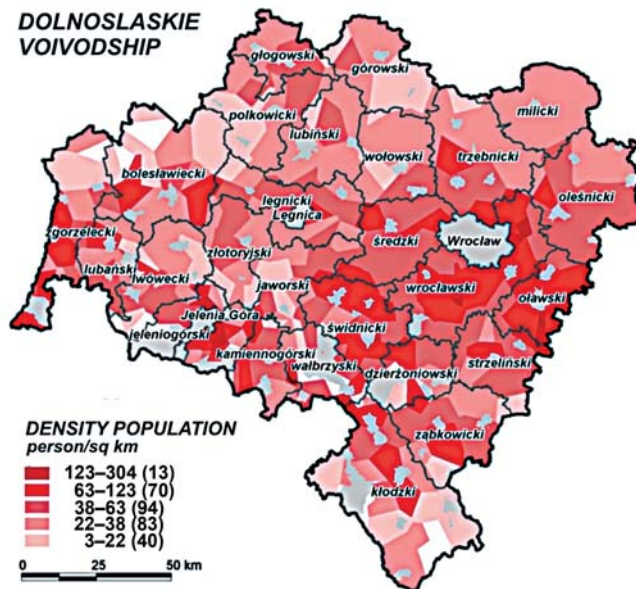 DOLNOSLASKIE
VOIVODSHIP
głogowski
górowski
polkowicki
lubiński
milicki
wołowski
trzebnicki
bolesławiecki
oleśnicki
legnicki
Legnica
zgorzelecki
średzki
Wrocław
złotoryjski
lubański
lwówecki
jaworski
wrocławski
oławski
Jelenia Góra
świdnicki
jeleniogórski
kamiennogórski
strzeliński
wałbrzyski
dzierżoniowski
ząbkowicki
kłodzki
DENSITY POPULATION
person/sq km
123–304 (13)
63–123 (70)
38–63 (94)
22–38 (83)
3–22 (40)
0 25 50 km